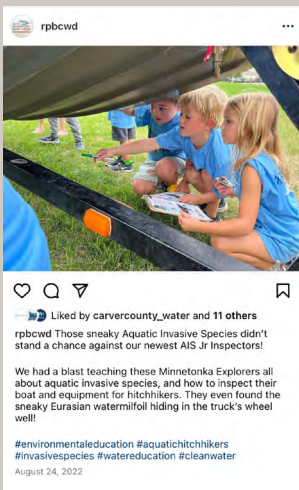 rpbcwd
Liked by carvercounty_water and 11 others
rpbcwd Those sneaky Aquatic Invasive Species didn't
stand a chance against our newest AIS Jr Inspectors!
We had a blast teaching these Minnetonka Explorers all
about aquatic invasive species, and how to inspect their
boat and equipment for hitchhikers. They even found the
sneaky Eurasian watermilfoil hiding in the truck's wheel
well!
#environmentaleducation #aquatichitchhikers
#invasivespecies #watereducation #cleanwater
August 24, 2022